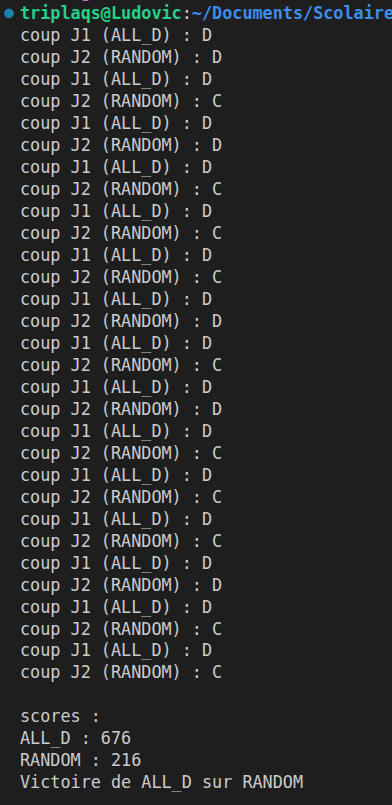 triplaqs@Ludovic:~/Documents/Scolaire
coup J1 (ALL_D) : D
coup J2 (RANDOM) : D
coup J1 (ALL_D) : D
coup J2 (RANDOM) : C
coup J1 (ALL_D) : D
coup J2 (RANDOM) : D
coup J1 (ALL_D) : D
coup J2 (RANDOM) : C
coup J1 (ALL_D) : D
coup J2 (RANDOM) : C
coup J1 (ALL_D) : D
coup J2 (RANDOM) : C
coup J1 (ALL_D) : D
coup J2 (RANDOM) : D
coup J1 (ALL_D) : D
coup J2 (RANDOM) : C
coup J1 (ALL_D) : D
coup J2 (RANDOM) : D
coup J1 (ALL_D) : D
coup J2 (RANDOM) : C
coup J1 (ALL_D) : D
coup J2 (RANDOM) : C
coup J1 (ALL_D) : D
coup J2 (RANDOM) : C
coup J1 (ALL_D) : D
coup J2 (RANDOM) : D
coup J1 (ALL_D) : D
coup J2 (RANDOM) : C
coup J1 (ALL_D) : D
coup J2 (RANDOM) : C
scores :
ALL_D : 676
RANDOM : 216
Victoire de ALL_D sur RANDOM